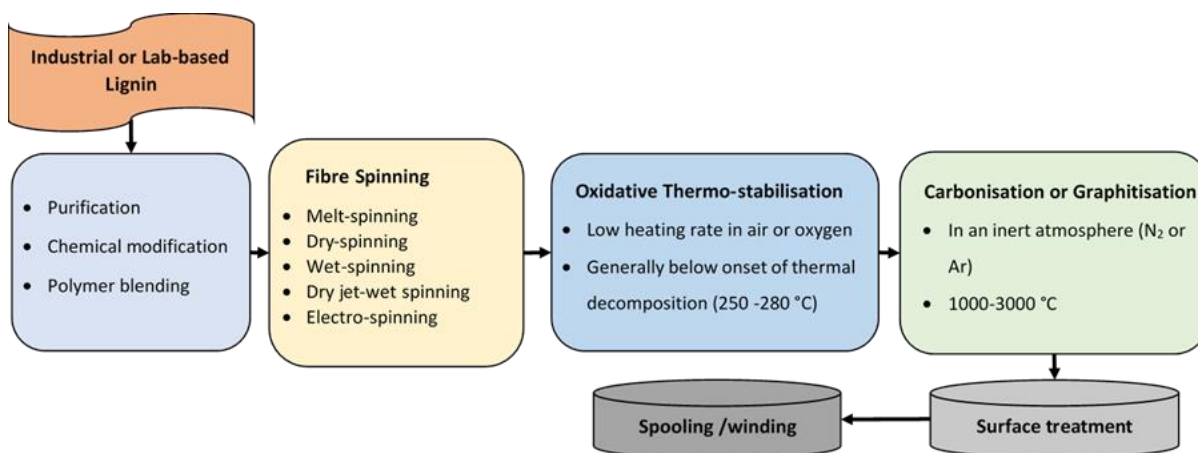 Industrial or Lab-based
Lignin
• Purification
• Chemical modification
• Polymer blending
Fibre Spinning
• Melt-spinning
• Dry-spinning
• Wet-spinning
• Dry jet-wet spinning
• Electro-spinning
Oxidative Thermo-stabilisation
• Low heating rate in air or oxygen
• Generally below onset of thermal
decomposition (250 -280 °C)
Carbonisation or Graphitisation
• In an inert atmosphere (N₂ or
Ar)
• 1000-3000 °C
Spooling /winding
Surface treatment